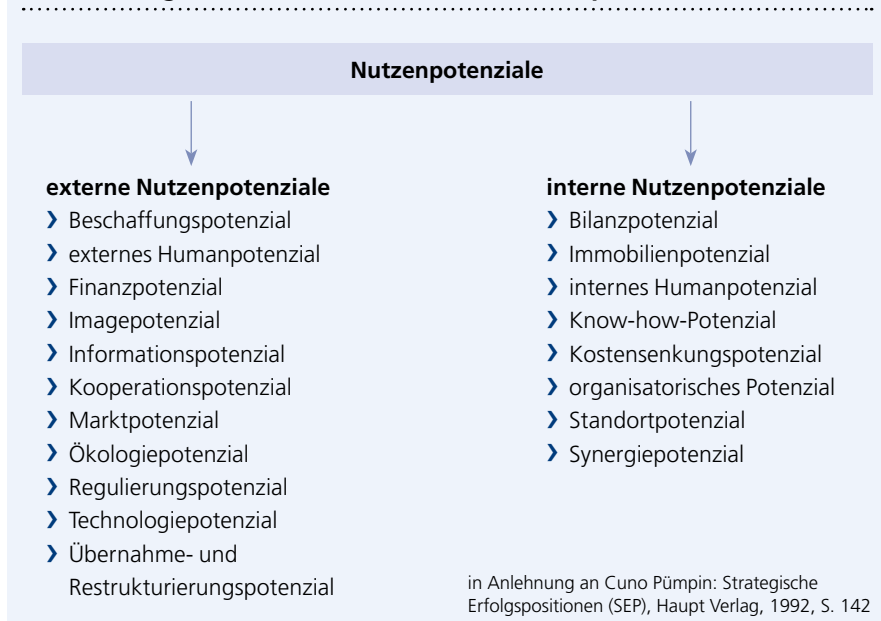 Nutzenpotenziale
externe Nutzenpotenziale
› Beschaffungspotenzial
› externes Humanpotenzial
› Finanzpotenzial
› Imagepotenzial
› Informationspotenzial
› Kooperationspotenzial
› Marktpotenzial
› Ökologiepotenzial
› Regulierungspotenzial
› Technologiepotenzial
› Übernahme- und
Restrukturierungspotenzial
interne Nutzenpotenziale
› Bilanzpotenzial
› Immobilienpotenzial
› internes Humanpotenzial
› Know-how-Potenzial
› Kostensenkungspotenzial
› organisatorisches Potenzial
› Standortpotenzial
› Synergiepotenzial
in Anlehnung an Cuno Pümpin: Strategische
Erfolgspositionen (SEP), Haupt Verlag, 1992, S. 142